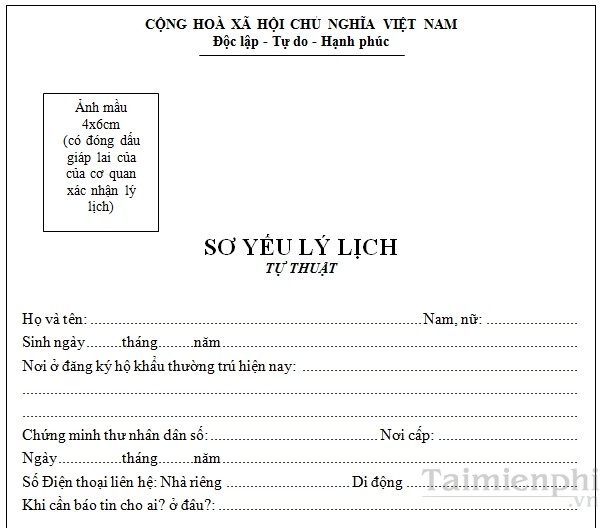 CỘNG HOÀ XÃ HỘI CHỦ NGHĨA VIỆT NAM
Độc lập - Tự do - Hạnh phúc
Ảnh mầu
4x6cm
(có đóng dấu
giáp lai của
của cơ quan
xác nhận lý
lịch)
SƠ YẾU LÝ LỊCH
TỰ THUẬT
Họ và tên: ........................................ Nam, nữ: ....................
Sinh ngày.........tháng.........năm........................................
Nơi ở đăng ký hộ khẩu thường trú hiện nay: ........................................
................................................................................
................................................................................
Chứng minh thư nhân dân số:........................................Nơi cấp:....................
Ngày.........tháng.........năm........................................
Số Điện thoại liên hệ: Nhà riêng .............................. Di động ....................
Khi cần báo tin cho ai? ở đâu?:........................................
Taimienphi
.vn